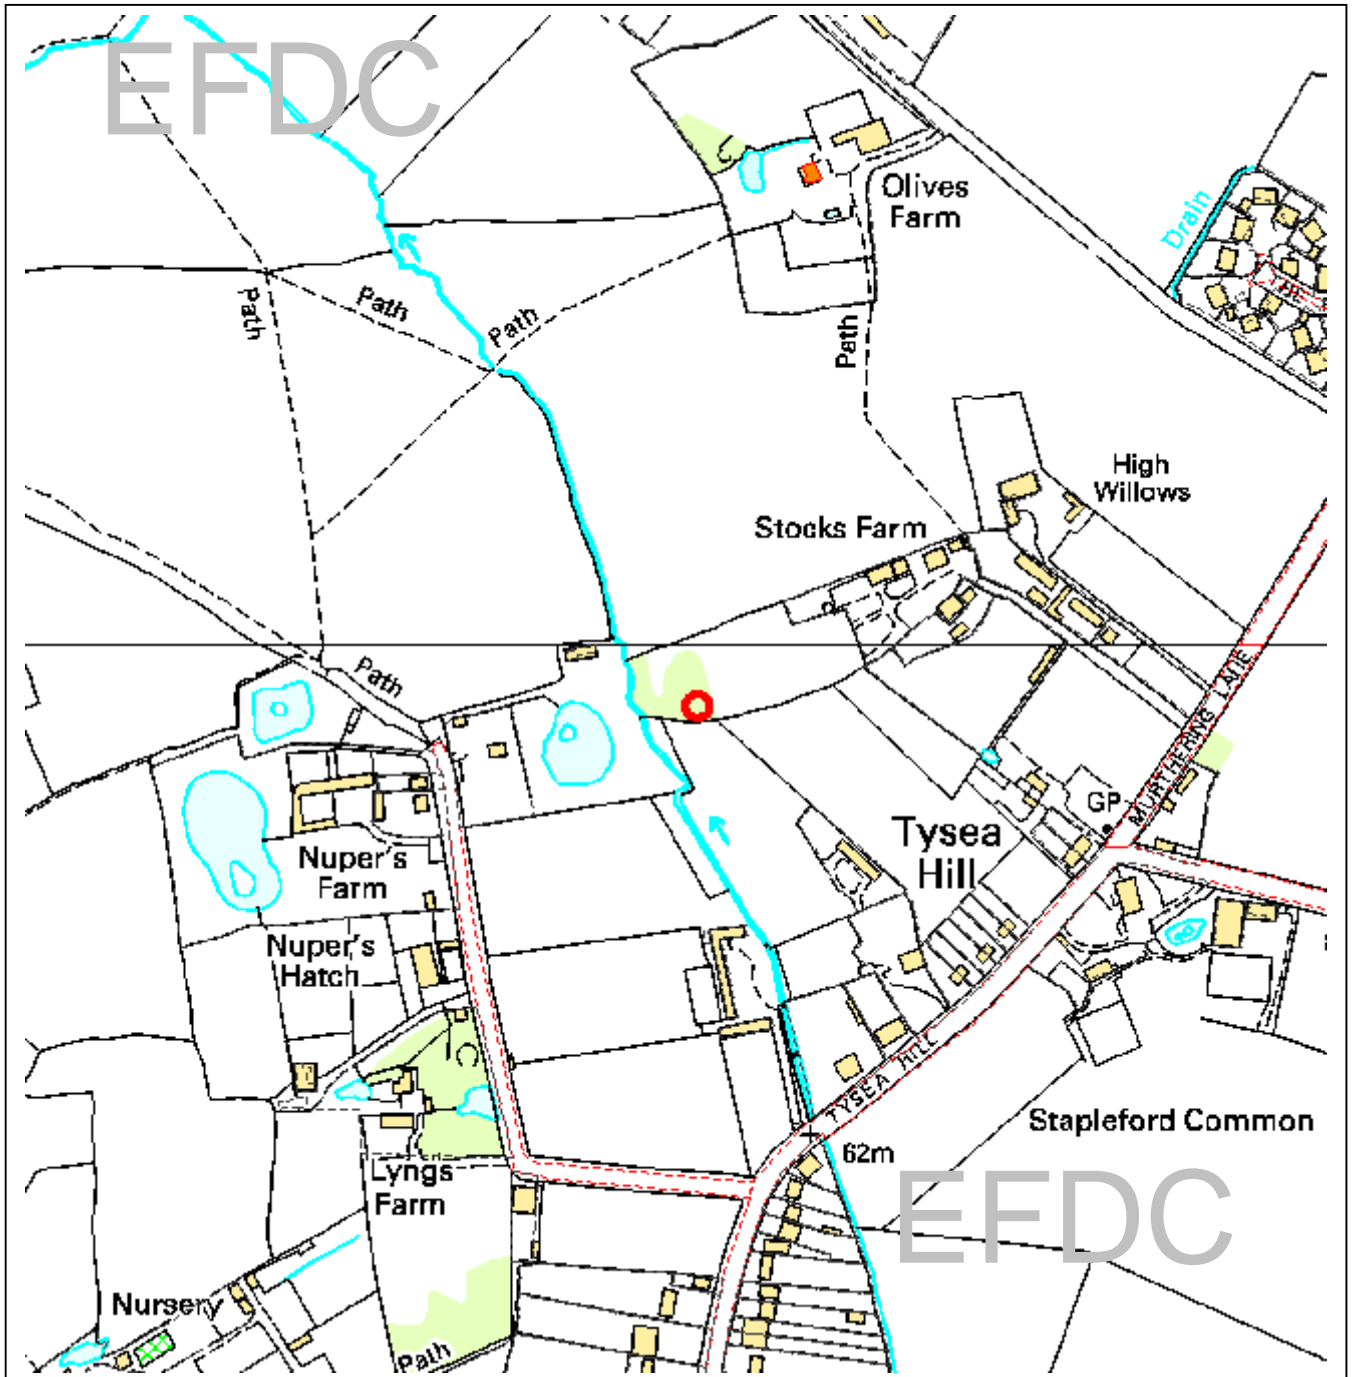 EFDC
Olives
Farm
Drain
Path
Path
Path
Path
High
Willows
Stocks Farm
Path
MURTHERING LANE
GP
Tysea
Hill
Nuper's
Farm
Nuper's
Hatch
TYSEA HILL
Stapleford Common
62m
EFDC
Lyngs
Farm
Nursery
Path